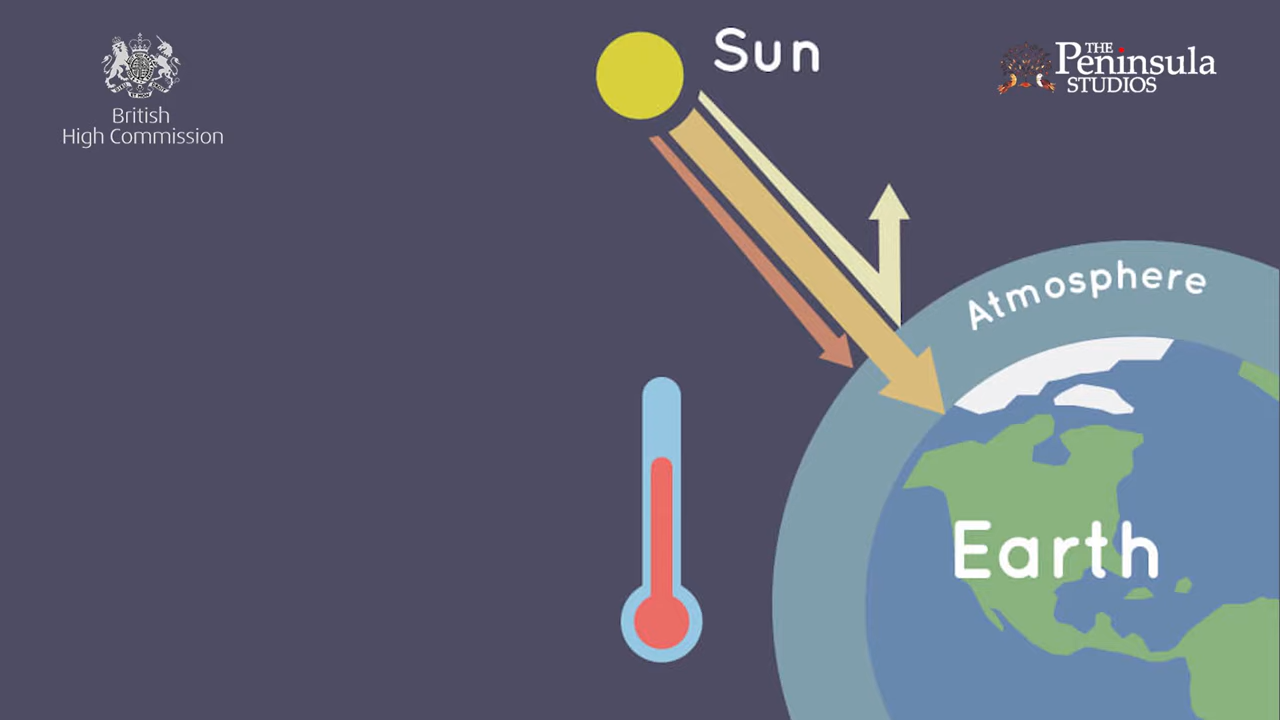 British
High Commission
Sun
THE
Peninsula
STUDIOS
Atmosphere
Earth